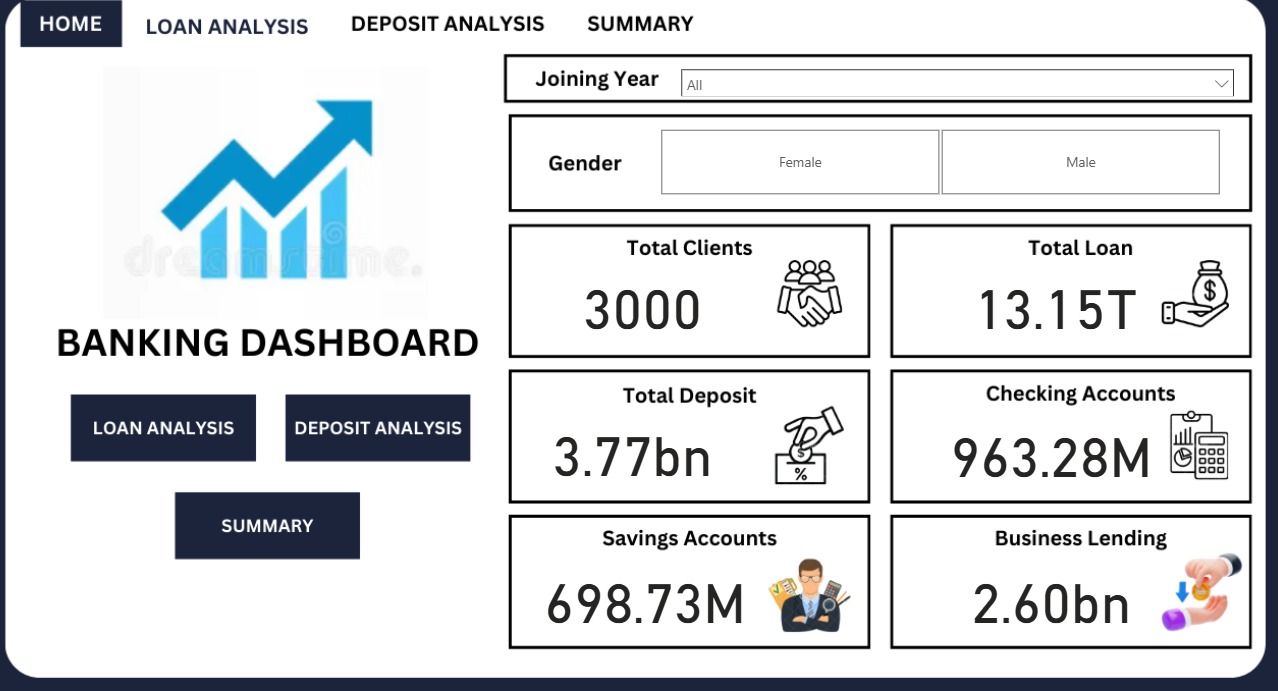 HOME LOAN ANALYSIS DEPOSIT ANALYSIS SUMMARY
Joining Year All
Gender Female Male
dreamstime.
BANKING DASHBOARD
LOAN ANALYSIS DEPOSIT ANALYSIS
SUMMARY
Total Clients
3000
Total Loan
$
13.15T
Total Deposit
$
%
3.77bn
Checking Accounts
963.28M
Savings Accounts
698.73M
Business Lending
2.60bn